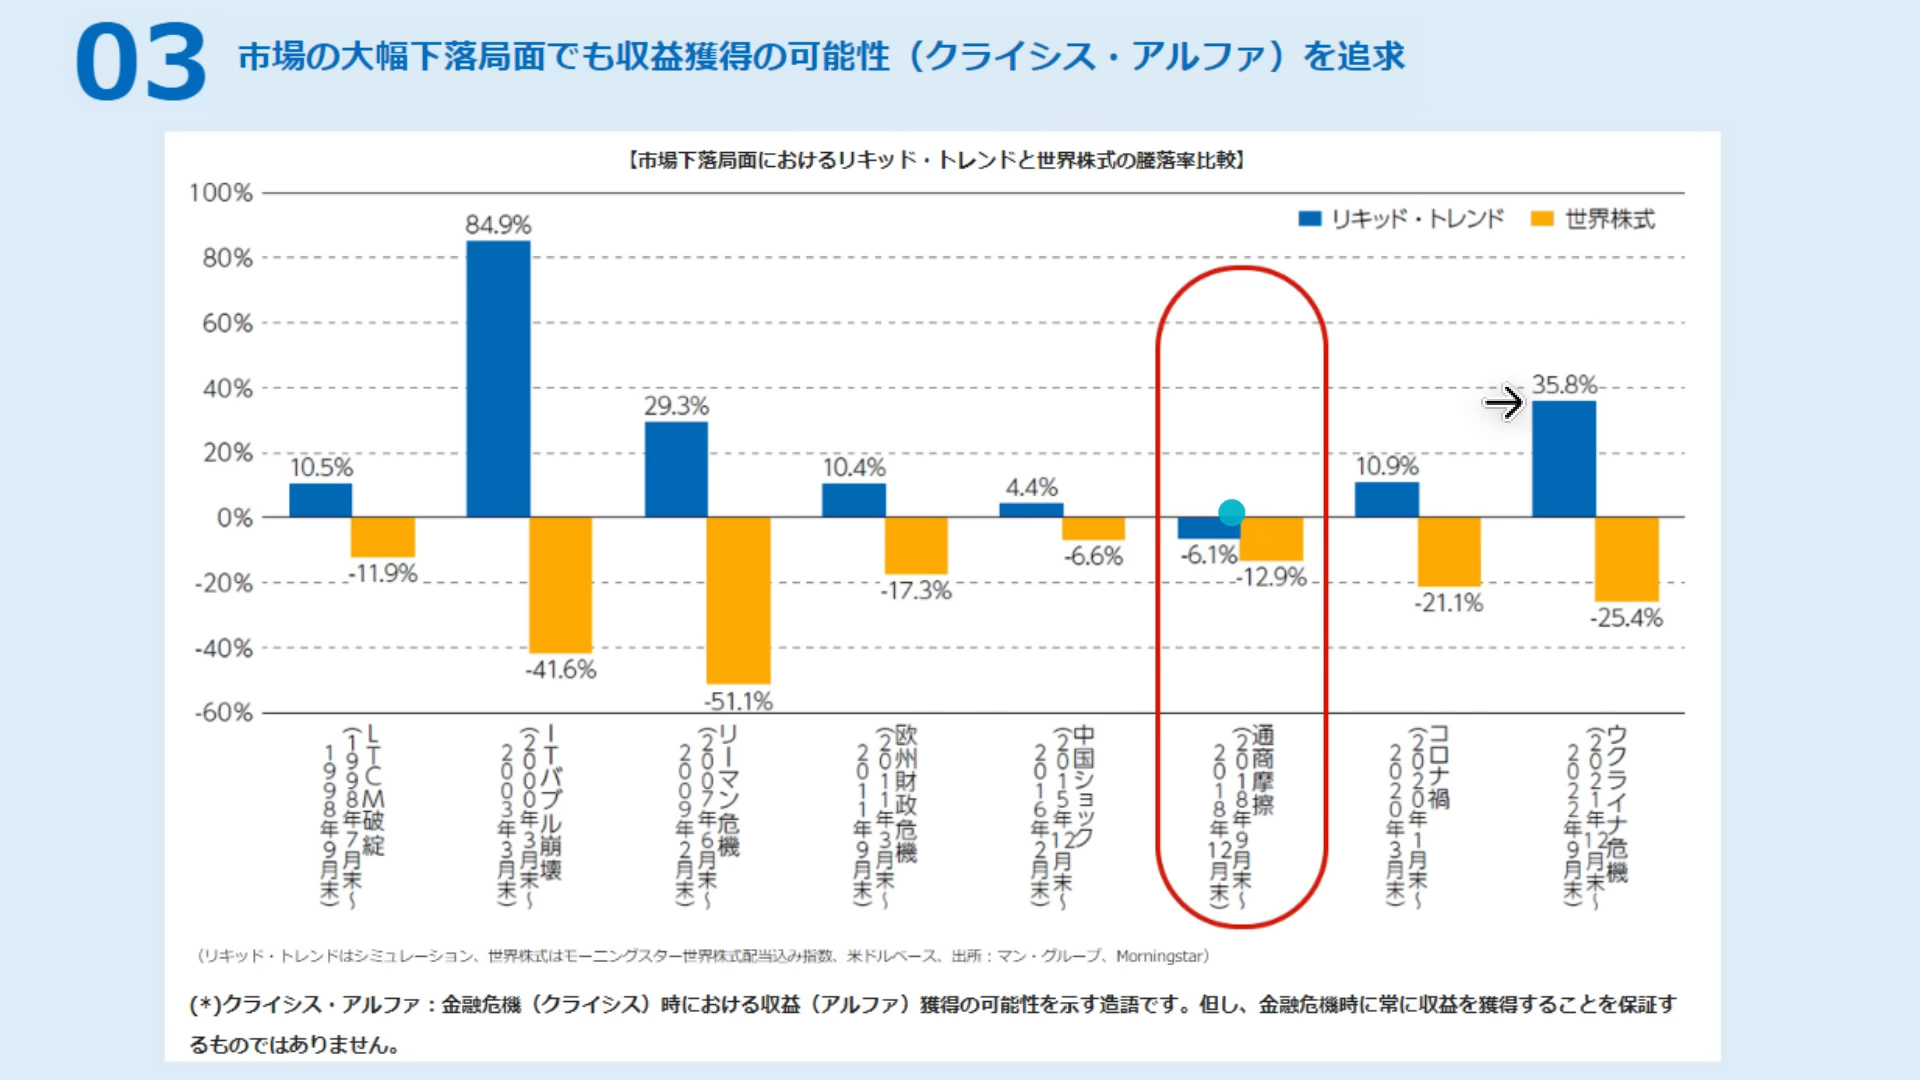 03
市場の大幅下落局面でも収益獲得の可能性（クライシス・アルファ）を追求
【市場下落局面におけるリキッド・トレンドと世界株式の騰落率比較】
リキッド・トレンド
世界株式
100%
80%
60%
40%
20%
0%
-20%
-40%
-60%
10.5%
-11.9%
84.9%
-41.6%
29.3%
-51.1%
10.4%
-17.3%
4.4%
-6.6%
-6.1%
-12.9%
10.9%
-21.1%
35.8%
-25.4%
LTCM破綻
（1998年7月末～
1998年9月末）
ITバブル崩壊
（2000年3月末～
2003年3月末）
リーマン危機
（2007年6月末～
2009年2月末）
欧州財政危機
（2011年3月末～
2011年9月末）
中国ショック
（2015年12月末～
2016年2月末）
通商摩擦
（2018年9月末～
2018年12月末）
コロナ禍
（2020年1月末～
2020年3月末）
ウクライナ危機
（2021年12月末～
2022年9月末）
（リキッド・トレンドはシミュレーション、世界株式はモーニングスター世界株式配当込み指数、米ドルベース、出所：マン・グループ、Morningstar）
(*)クライシス・アルファ：金融危機（クライシス）時における収益（アルファ）獲得の可能性を示す造語です。但し、金融危機時に常に収益を獲得することを保証す
るものではありません。